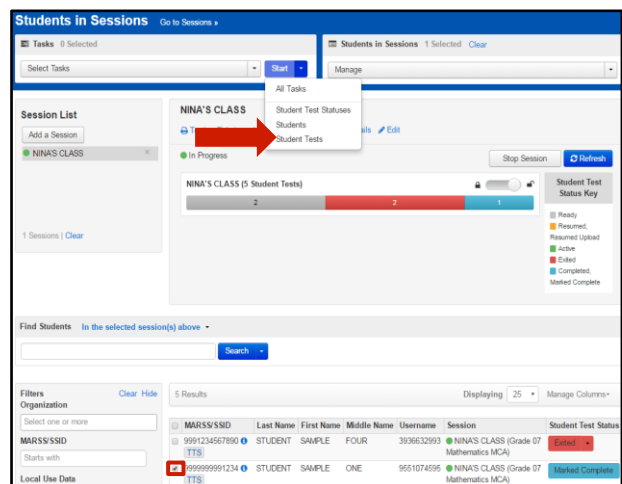 Students in Sessions Go to Sessions »
Tasks 0 Selected
Students in Sessions 1 Selected Clear
Select Tasks
Start
Manage
All Tasks
Student Test Statuses
Students
Student Tests
Session List
Add a Session
NINA'S CLASS ×
1 Sessions | Clear
NINA'S CLASS
Edit
In Progress
Stop Session
Refresh
NINA'S CLASS (5 Student Tests)
2 2 1
Student Test
Status Key
Ready
Resumed,
Resumed Upload
Active
Exited
Completed,
Marked Complete
Find Students In the selected session(s) above
Search
Filters Clear Hide
Organization
Select one or more
MARSS/SSID
Starts with
Local Use Data
5 Results
Displaying 25 Manage Columns
MARSS/SSID Last Name First Name Middle Name Username Session Student Test Status
9991234567890 STUDENT SAMPLE FOUR 3936632993 NINA'S CLASS (Grade 07 Exited
TTS Mathematics MCA)
9999999991234 STUDENT SAMPLE ONE 9551074595 NINA'S CLASS (Grade 07 Marked Complete
TTS Mathematics MCA)